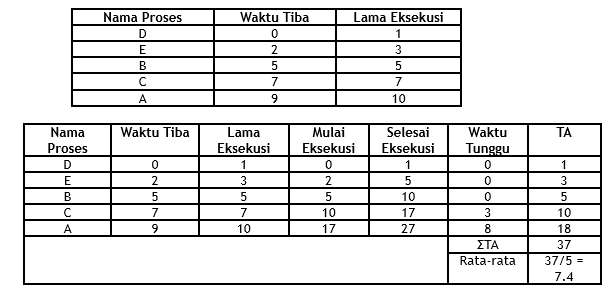 Nama Proses Waktu Tiba Lama Eksekusi
D 0 1
E 2 3
B 5 5
C 7 7
A 9 10
Nama Proses Waktu Tiba Lama Eksekusi Mulai Eksekusi Selesai Eksekusi Waktu Tunggu TA
D 0 1 0 1 0 1
E 2 3 2 5 0 3
B 5 5 5 10 0 5
C 7 7 10 17 3 10
A 9 10 17 27 8 18
ΣTA 37
Rata-rata 37/5 = 7.4